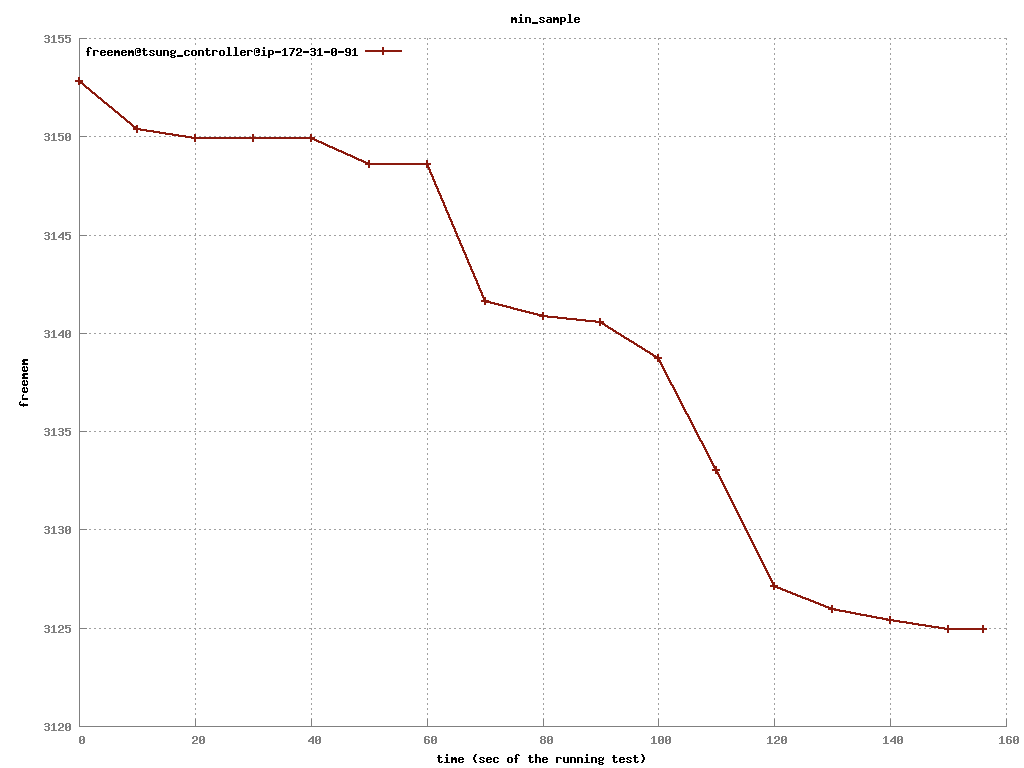 min_sample
freemem@tsung_controller@ip-172-31-0-91
3155
3150
3145
3140
3135
3130
3125
3120
freemem
0 20 40 60 80 100 120 140 160
time (sec of the running test)